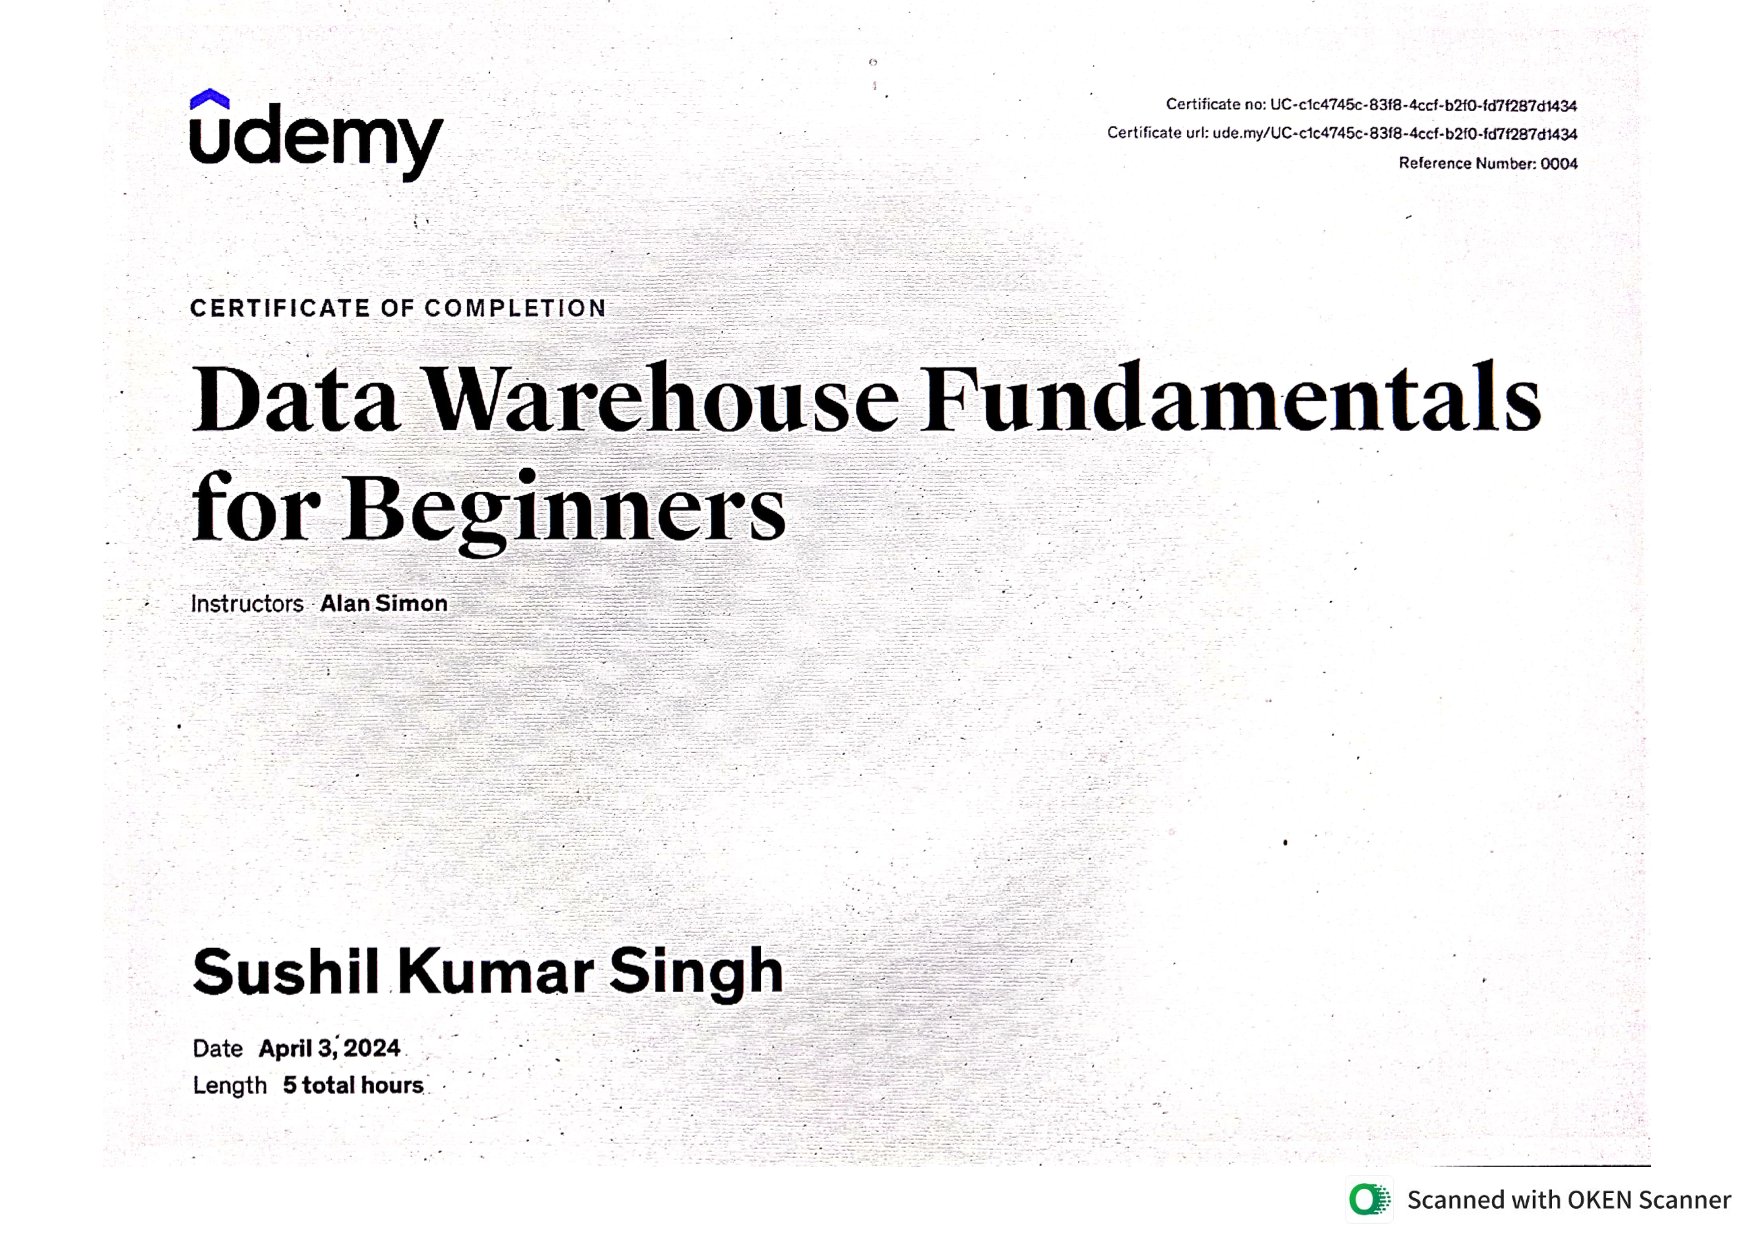 udemy
Certificate no: UC-c1c4745c-83f8-4ccf-b2f0-fd7f287d1434
Certificate url: ude.my/UC-c1c4745c-83f8-4ccf-b2f0-fd7f287d1434
Reference Number: 0004
CERTIFICATE OF COMPLETION
Data Warehouse Fundamentals
for Beginners
Instructors Alan Simon
Sushil Kumar Singh
Date April 3, 2024
Length 5 total hours
Scanned with OKEN Scanner